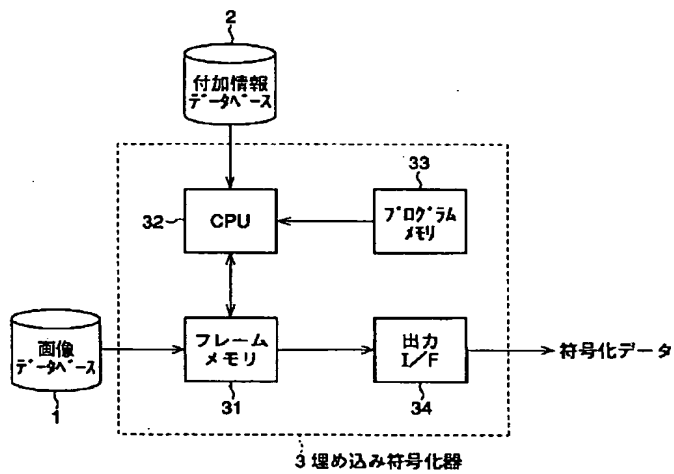 2
付加情報
データベース
33
32
CPU
プログラム
メモリ
画像
データベース
1
フレーム
メモリ
31
出力
I/F
34
符号化データ
3 埋め込み符号化器